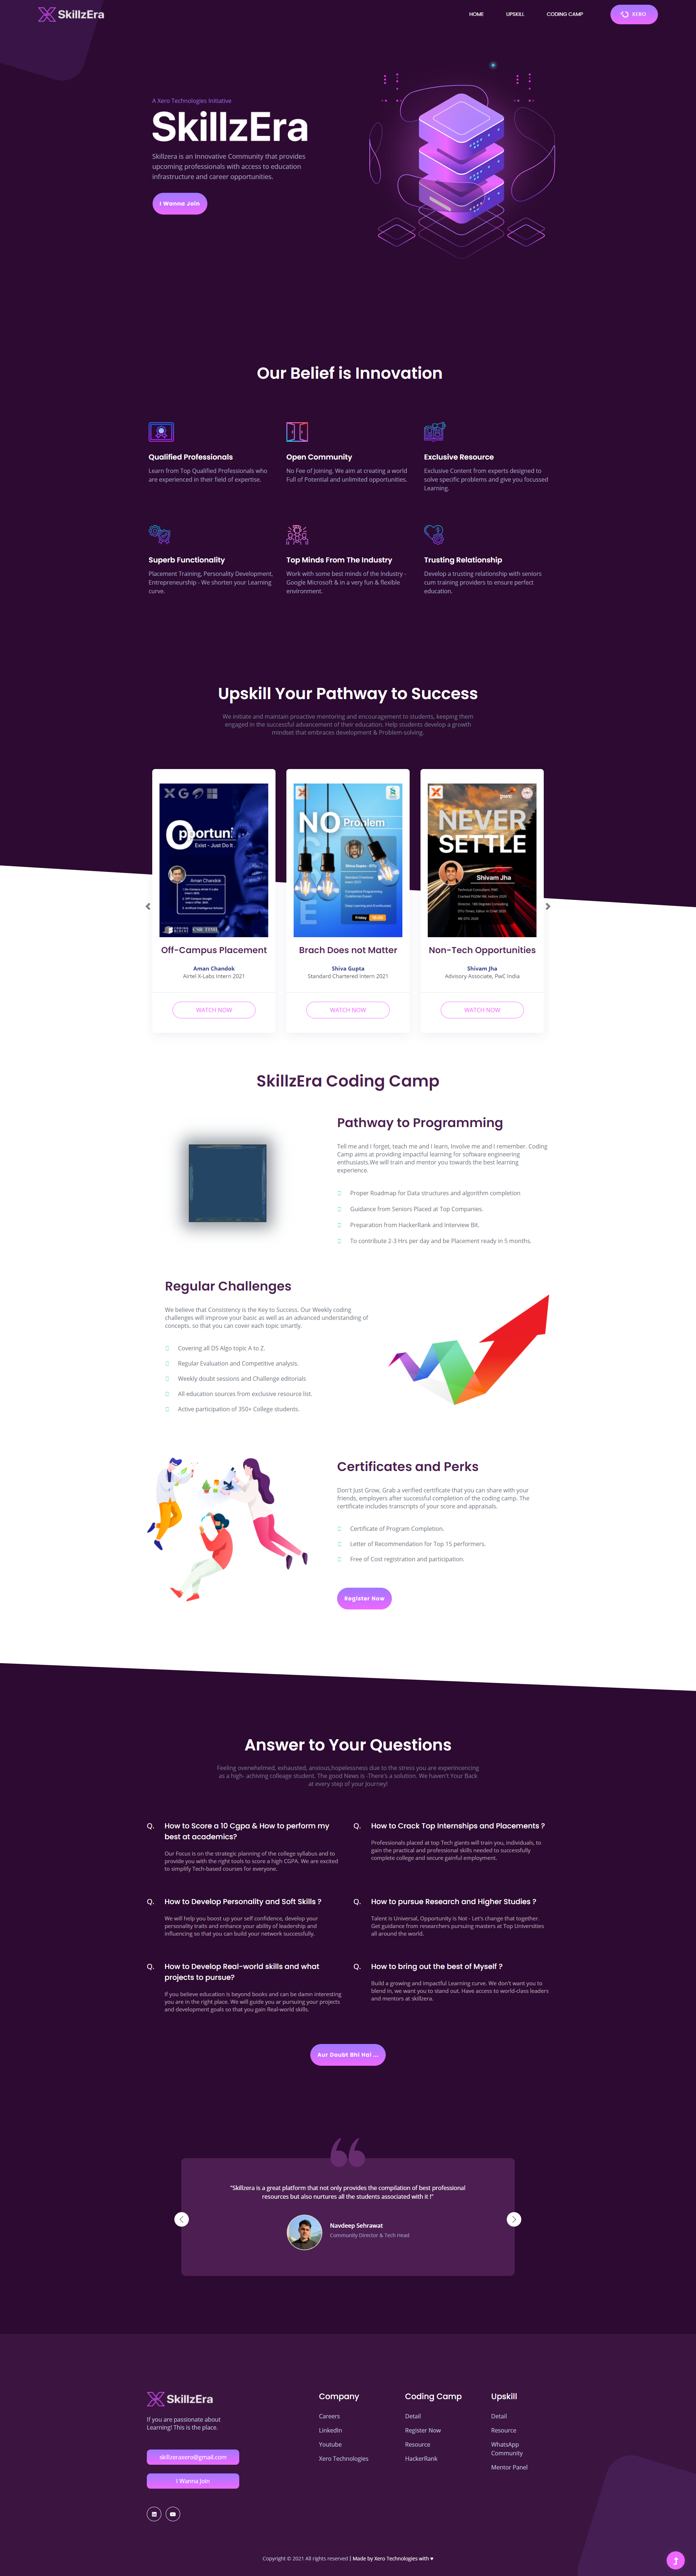 SkillzEra
HOME UPSKILL CODING CAMP XERO
A Xero Technologies Initiative
SkillzEra
Skillzera is an Innovative Community that provides
upcoming professionals with access to education
infrastructure and career opportunities.
I Wanna Join
Our Belief is Innovation
Qualified Professionals
Learn from Top Qualified Professionals who
are experienced in their field of expertise.
Open Community
No Fee of Joining. We aim at creating a world
Full of Potential and unlimited opportunities.
Exclusive Resource
Exclusive Content from experts designed to
solve specific problems and give you focussed
Learning.
Superb Functionality
Placement Training, Personality Development,
Entrepreneurship - We shorten your Learning
curve.
Top Minds From The Industry
Work with some best minds of the industry -
Google Microsoft & in a very fun & flexible
environment.
Trusting Relationship
Develop a trusting relationship with seniors
cum training providers to ensure perfect
education.
Upskill Your Pathway to Success
We initiate and maintain proactive mentoring and encouragement to students, keeping them
engaged in the successful advancement of their education. Help students develop a growth
mindset that embraces development & Problem-solving.
Opportuni
Exist - Just Do It .
Aman Chandok
Off-Campus Placement
Aman Chandok
Airtel X-Labs Intern 2021
WATCH NOW
NO
Problem
Shiva Gupta - DTU
Friday
Brach Does not Matter
Shiva Gupta
Standard Chartered Intern 2021
WATCH NOW
pwc
NEVER
SETTLE
Shivam Jha
Technical Consultant PWC
Non-Tech Opportunities
Shivam Jha
Advisory Associate, PwC India
WATCH NOW
SkillzEra Coding Camp
Pathway to Programming
Tell me and I forget, teach me and I learn, involve me and I remember. Coding
Camp aims at providing impactful learning for software engineering
enthusiasts.We will train and mentor you towards the best learning
experience.
Proper Roadmap for Data structures and algorithm completion
Guidance from Seniors Placed at Top Companies.
Preparation from HackerRank and Interview Bit.
To contribute 2-3 Hrs per day and be Placement ready in 5 months.
Regular Challenges
We believe that Consistency is the Key to Success. Our Weekly coding
challenges will improve your basic as well as an advanced understanding of
concepts. so that you can cover each topic smartly.
Covering all DS Algo topic A to Z.
Regular Evaluation and Competitive analysis.
Weekly doubt sessions and Challenge editorials
All education sources from exclusive resource list.
Active participation of 350+ College students.
Certificates and Perks
Don't Just Grow, Grab a verified certificate that you can share with your
friends, employers after successful completion of the coding camp. The
certificate includes transcripts of your score and appraisals.
Certificate of Program Completion.
Letter of Recommendation for Top 15 performers.
Free of Cost registration and participation.
Register Now
Answer to Your Questions
Feeling overwhelmed, exhausted, anxious,hopelessness due to the stress you are experincencing
as a high- achiving colleage student. The good News is -There's a solution. We haven't Your Back
at every step of your Journey!
Q. How to Score a 10 Cgpa & How to perform my
best at academics?
Our Focus is on the strategic planning of the college syllabus and to
provide you with the right tools to score a high CGPA. We are excited
to simplify Tech-based courses for everyone.
Q. How to Crack Top Internships and Placements ?
Professionals placed at top Tech giants will train you, individuals, to
gain the practical and professional skills needed to successfully
complete college and secure gainful employment.
Q. How to Develop Personality and Soft Skills ?
We will help you boost up your self confidence, develop your
personality traits and enhance your ability of leadership and
influencing so that you can build your network successfully.
Q. How to pursue Research and Higher Studies ?
Talent is Universal, Opportunity is Not - Let's change that together.
Get guidance from researchers pursuing masters at Top Universities
all around the world.
Q. How to Develop Real-world skills and what
projects to pursue?
If you believe education is beyond books and can be damn interesting
you are in the right place. We will guide you ar pursuing your projects
and development goals so that you gain Real-world skills.
Q. How to bring out the best of Myself ?
Build a growing and impactful Learning curve. We don't want you to
blend in, we want you to stand out. Have access to world-class leaders
and mentors at skillzera.
Aur Doubt Bhi Hai ...
"Skillzera is a great platform that not only provides the compilation of best professional
resources but also nurtures all the students associated with it !"
Navdeep Sehrawat
Community Director & Tech Head
SkillzEra
If you are passionate about
Learning! This is the place.
skillzeraxero@gmail.com
I Wanna Join
Company
Careers
LinkedIn
Youtube
Xero Technologies
Coding Camp
Detail
Register Now
Resource
HackerRank
Upskill
Detail
Resource
WhatsApp
Community
Mentor Panel
Copyright © 2021 All rights reserved | Made by Xero Technologies with ♥